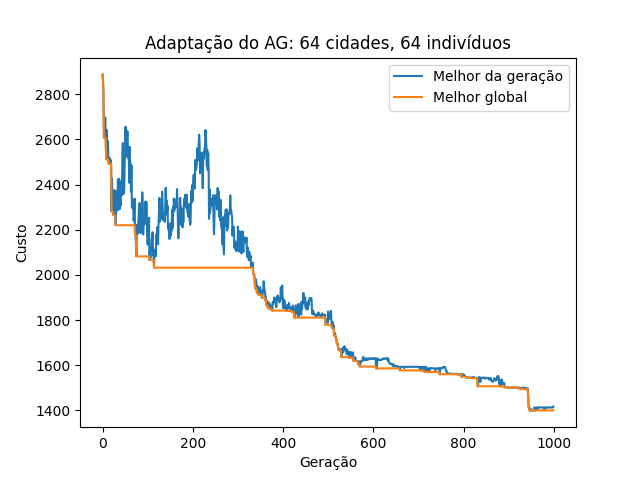 Adaptação do AG: 64 cidades, 64 indivíduos
Melhor da geração
Melhor global
Custo
2800
2600
2400
2200
2000
1800
1600
1400
0 200 400 600 800 1000
Geração